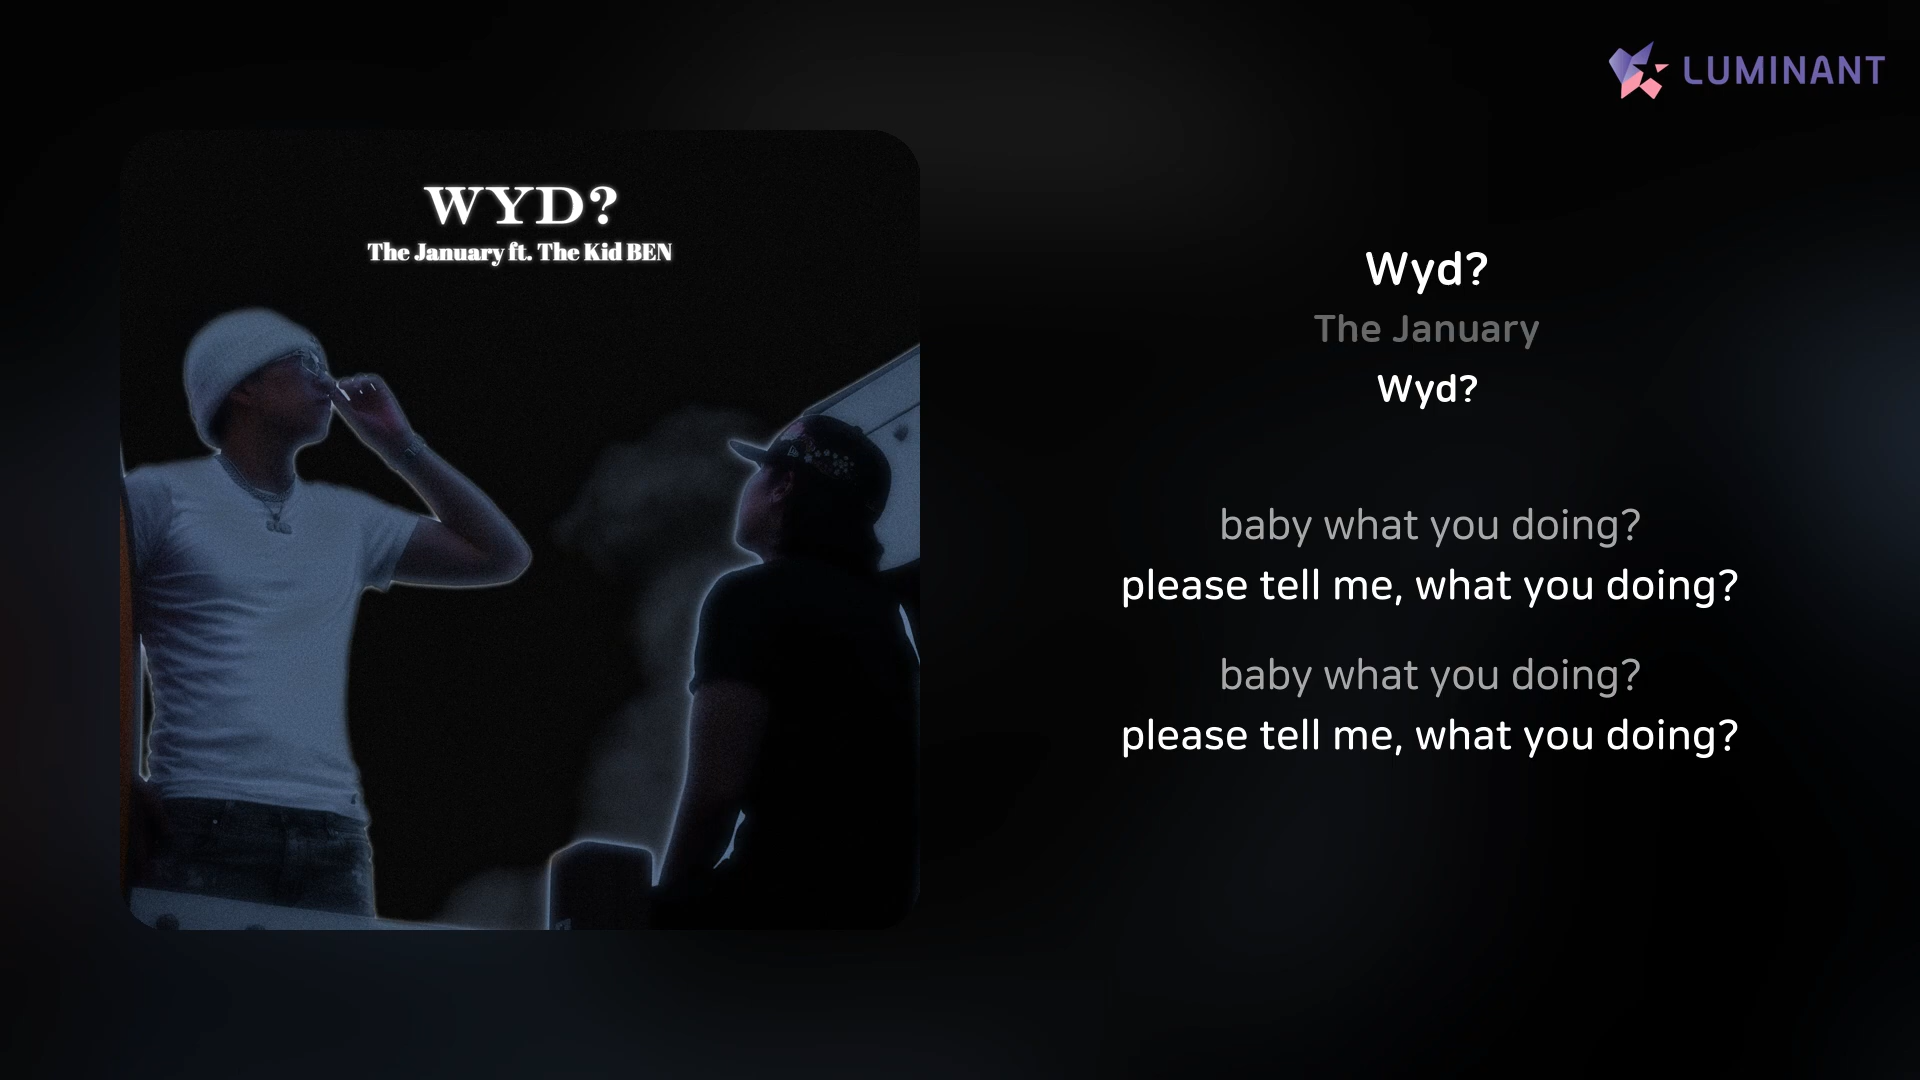 LUMINANT
WYD?
The January ft. The Kid BEN
Wyd?
The January
Wyd?
baby what you doing?
please tell me, what you doing?
baby what you doing?
please tell me, what you doing?